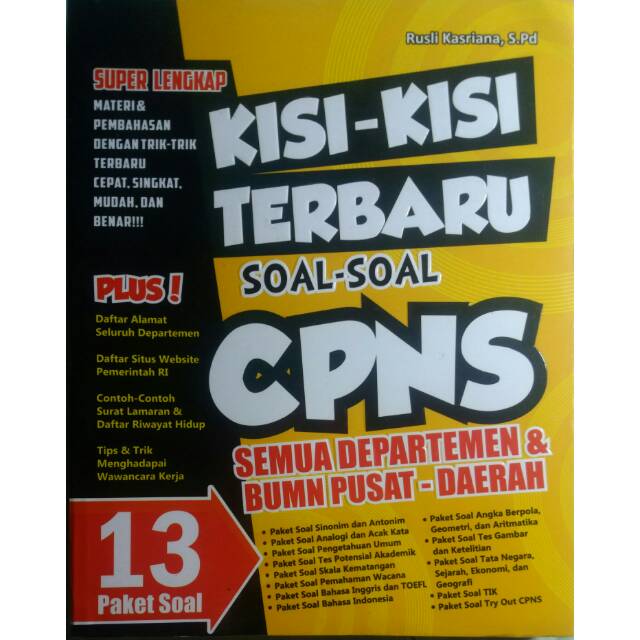 Rusli Kasriana, S.Pd
SUPER LENGKAP
MATERI &
PEMBAHASAN
DENGAN TRIK-TRIK
TERBARU
CEPAT, SINGKAT,
MUDAH, DAN
BENAR!!!
KISI-KISI
TERBARU
SOAL-SOAL
CPNS
SEMUA DEPARTEMEN &
BUMN PUSAT - DAERAH
PLUS!
Daftar Alamat
Seluruh Departemen
Daftar Situs Website
Pemerintah RI
Contoh-Contoh
Surat Lamaran &
Daftar Riwayat Hidup
Tips & Trik
Menghadapai
Wawancara Kerja
13
Paket Soal
• Paket Soal Sinonim dan Antonim
• Paket Soal Analogi dan Acak Kata
• Paket Soal Pengetahuan Umum
• Paket Soal Tes Potensial Akademik
• Paket Soal Skala Kematangan
• Paket Soal Pemahaman Wacana
• Paket Soal Bahasa Inggris dan TOEFL
• Paket Soal Bahasa Indonesia
• Paket Soal Angka Berpola,
Geometri, dan Aritmatika
• Paket Soal Tes Gambar
dan Ketelitian
• Paket Soal Tata Negara,
Sejarah, Ekonomi, dan
Geografi
• Paket Soal TIK
• Paket Soal Try Out CPNS